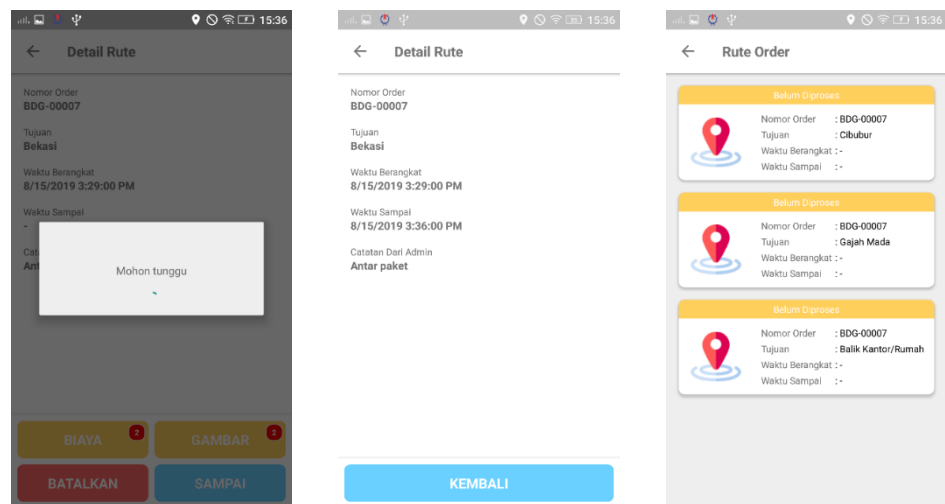 15:36
Detail Rute
Nomor Order
BDG-00007
Tujuan
Bekasi
Waktu Berangkat
8/15/2019 3:29:00 PM
Waktu Sampai
-
Mohon tunggu
BIAYA 2
GAMBAR 2
BATALKAN
SAMPAI
15:36
Detail Rute
Nomor Order
BDG-00007
Tujuan
Bekasi
Waktu Berangkat
8/15/2019 3:29:00 PM
Waktu Sampai
8/15/2019 3:36:00 PM
Catatan Dari Admin
Antar paket
KEMBALI
15:36
Rute Order
Belum Diproses
Nomor Order : BDG-00007
Tujuan : Cibubur
Waktu Berangkat : -
Waktu Sampai : -
Belum Diproses
Nomor Order : BDG-00007
Tujuan : Gajah Mada
Waktu Berangkat : -
Waktu Sampai : -
Belum Diproses
Nomor Order : BDG-00007
Tujuan : Balik Kantor/Rumah
Waktu Berangkat : -
Waktu Sampai : -